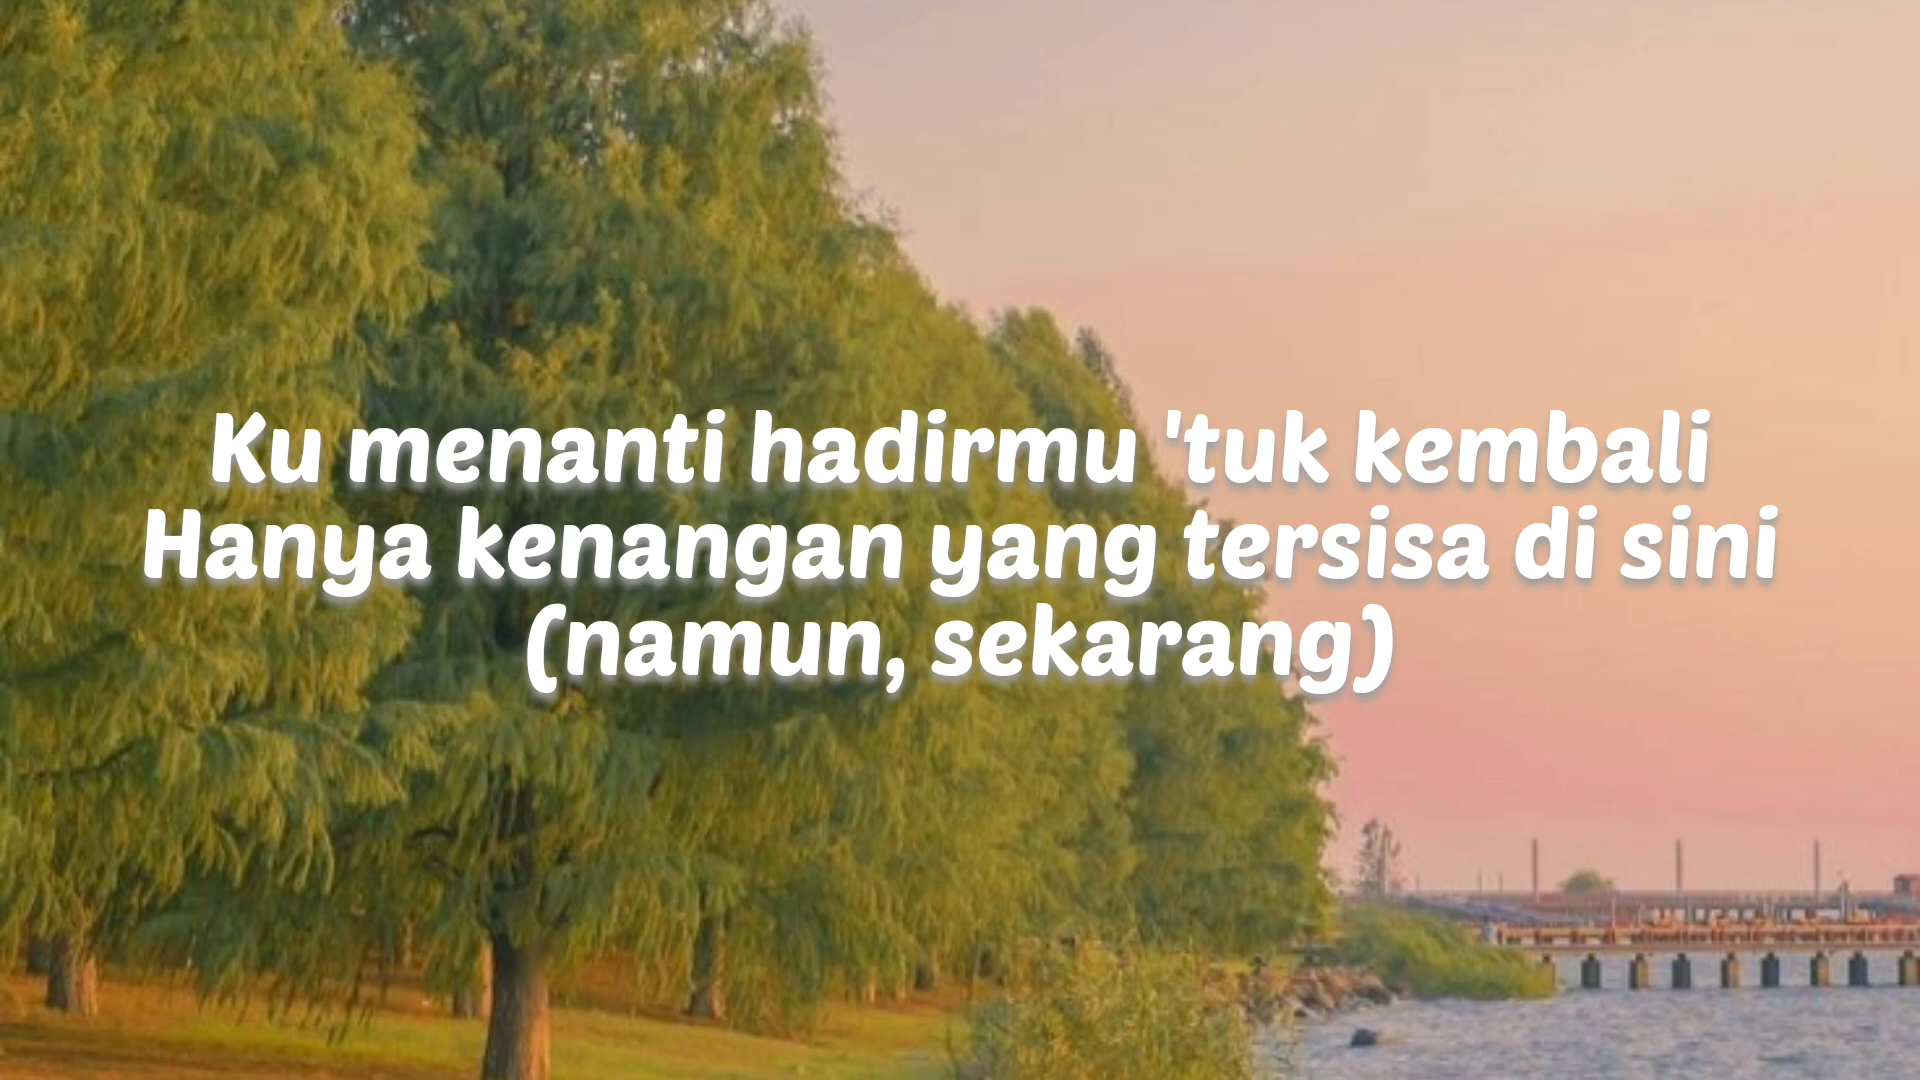 Ku menanti hadirmu 'tuk kembali
Hanya kenangan yang tersisa di sini
(namun, sekarang)